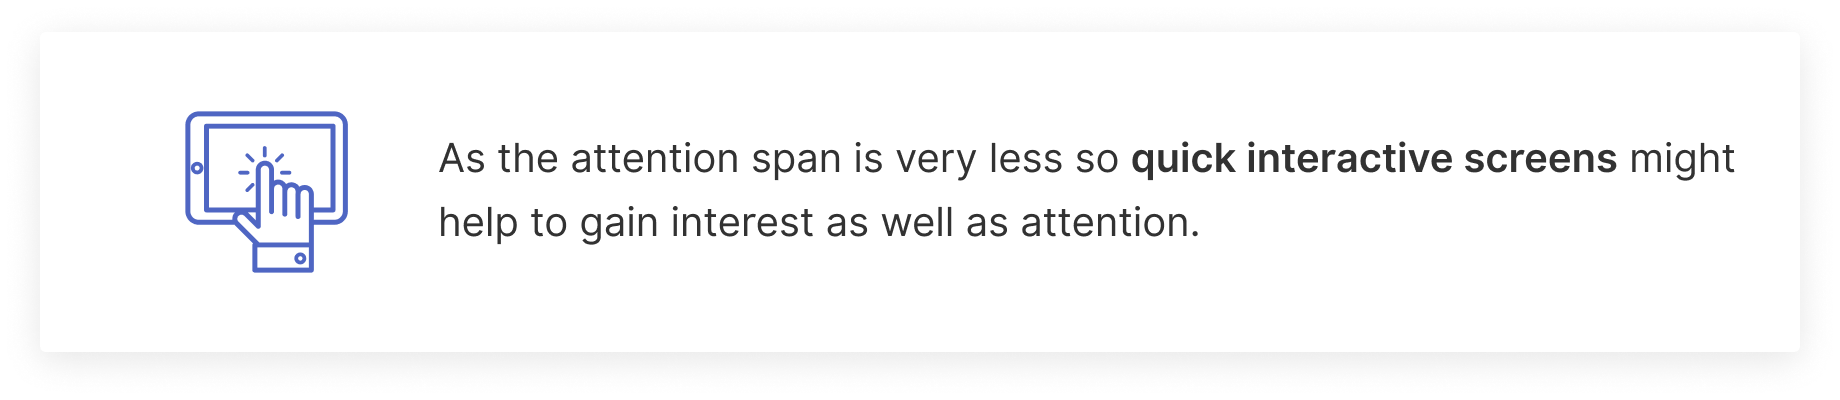 As the attention span is very less so quick interactive screens might
help to gain interest as well as attention.